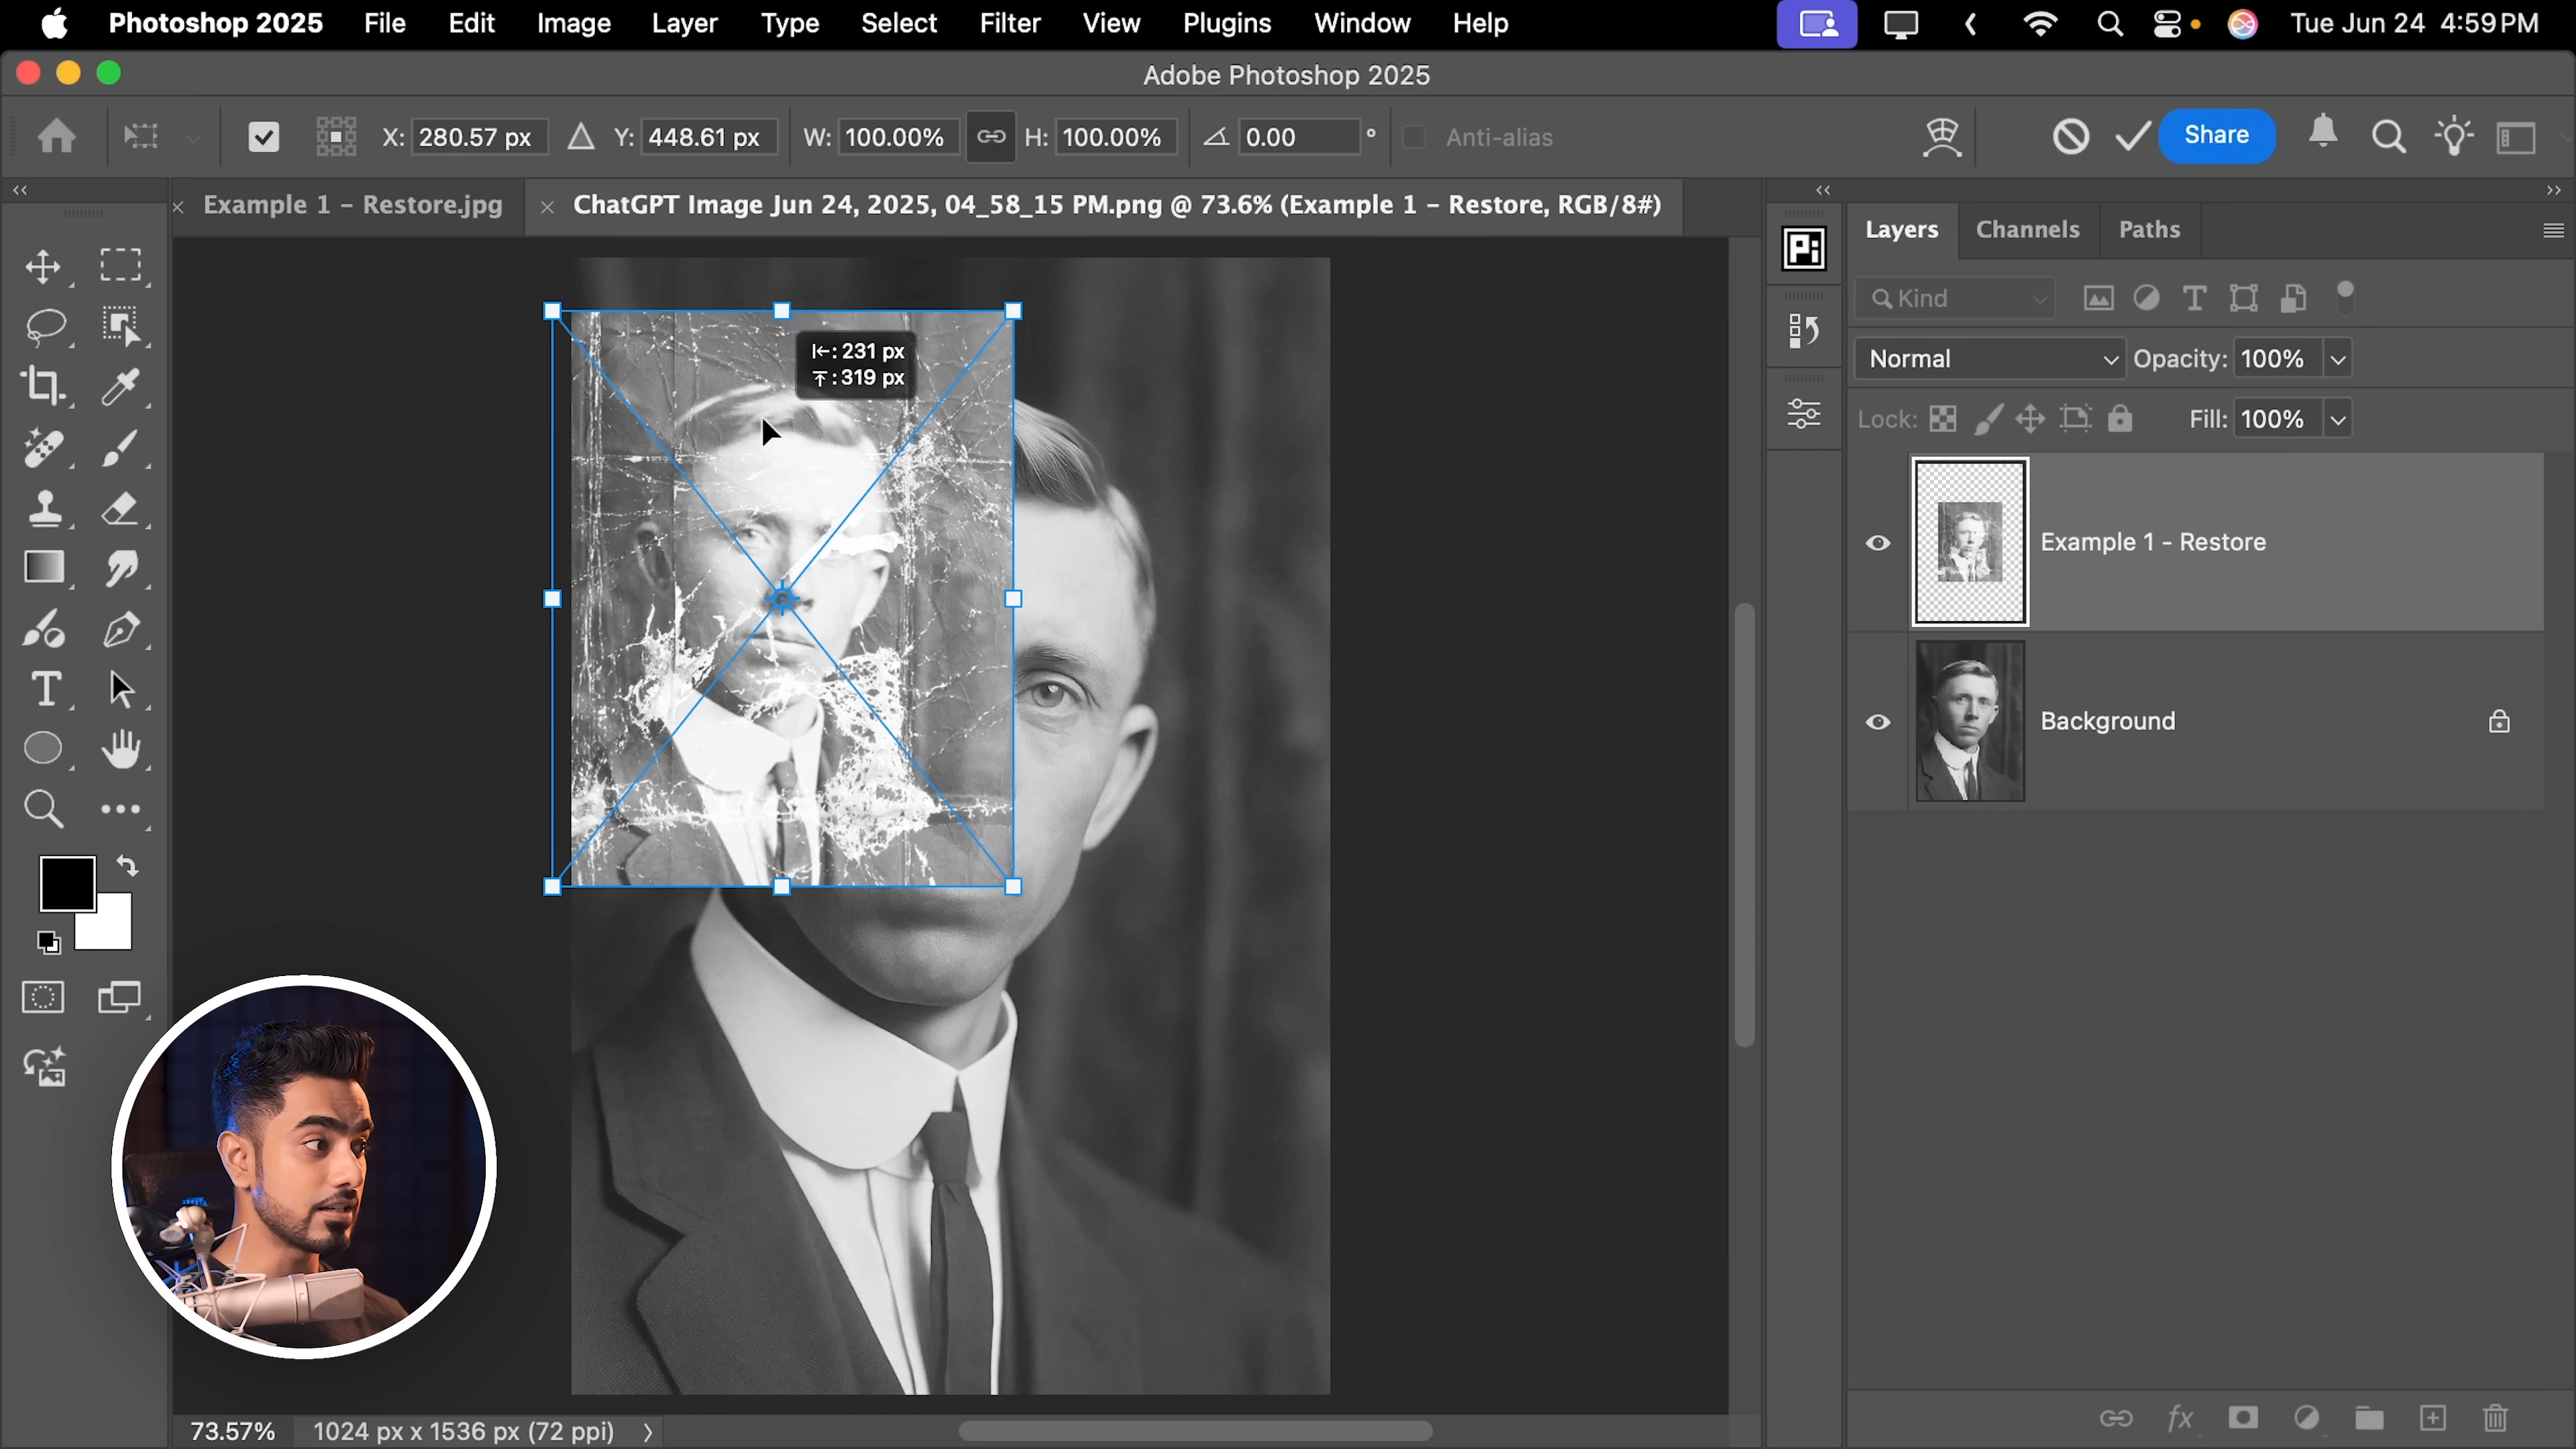 Photoshop 2025 File Edit Image Layer Type Select Filter View Plugins Window Help Tue Jun 24 4:59 PM
Adobe Photoshop 2025
X: 280.57 px Y: 448.61 px W: 100.00% H: 100.00% 0.00 ° Anti-alias Share
Example 1 - Restore.jpg ChatGPT Image Jun 24, 2025, 04_58_15 PM.png @ 73.6% (Example 1 - Restore, RGB/8#)
Layers Channels Paths
Pi
Kind
Normal Opacity: 100%
Lock: Fill: 100%
: 231 px
: 319 px
Example 1 - Restore
Background
73.57% 1024 px x 1536 px (72 ppi)
fx